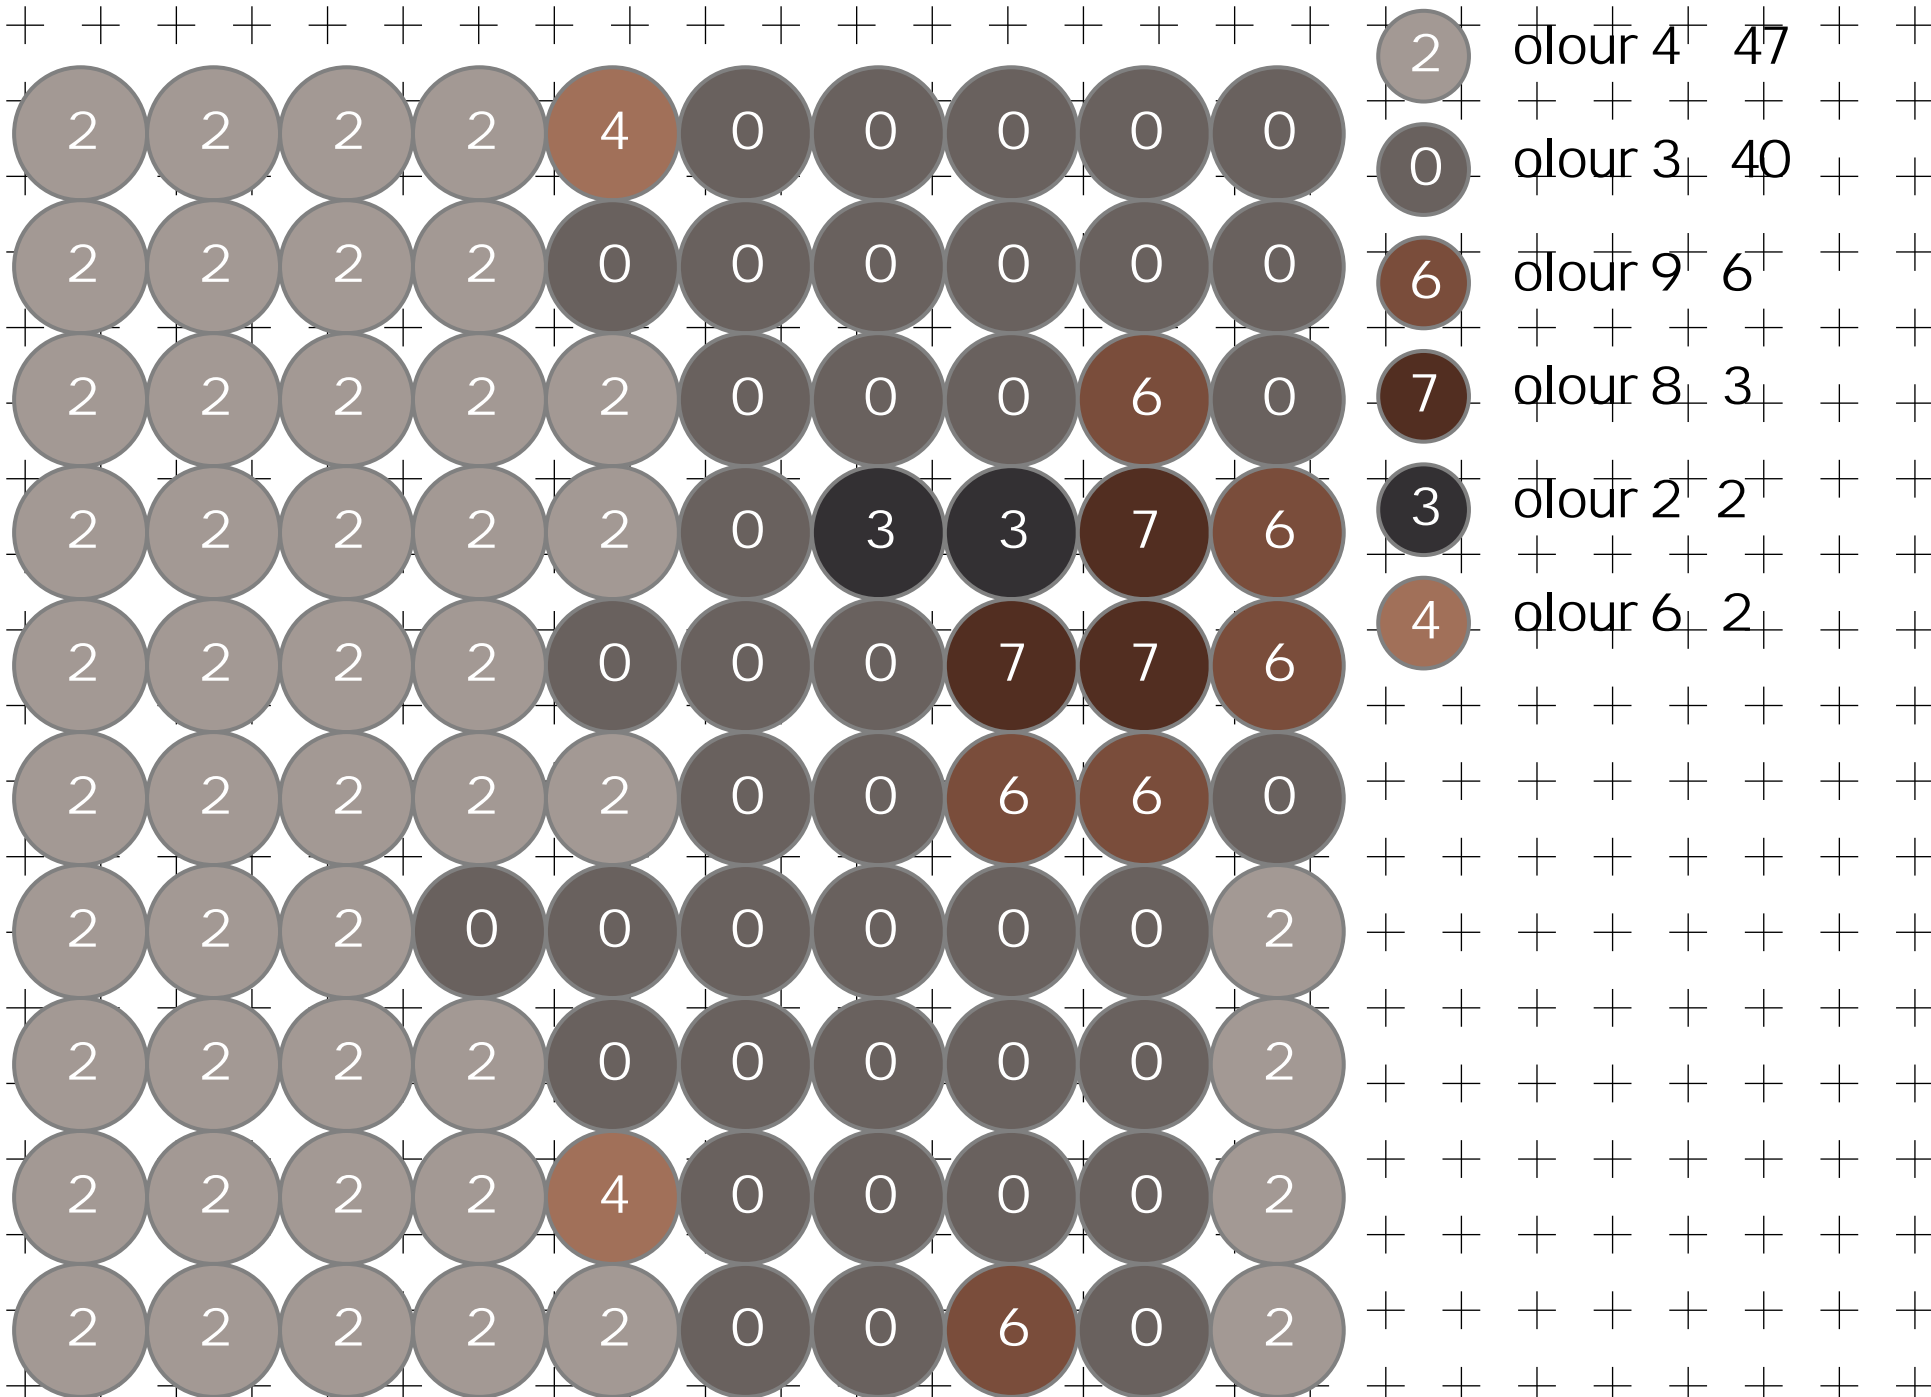 2 olour 4 47
2 2 2 2 4 0 0 0 0 0
0 olour 3 40
2 2 2 2 0 0 0 0 0 0
6 olour 9 6
2 2 2 2 2 0 0 0 6 0
7 olour 8 3
2 2 2 2 2 0 3 3 7 6
3 olour 2 2
2 2 2 2 0 0 0 7 7 6
4 olour 6 2
2 2 2 2 2 0 0 6 6 0
2 2 2 0 0 0 0 0 0 2
2 2 2 2 0 0 0 0 0 2
2 2 2 2 4 0 0 0 0 2
2 2 2 2 2 0 0 6 0 2